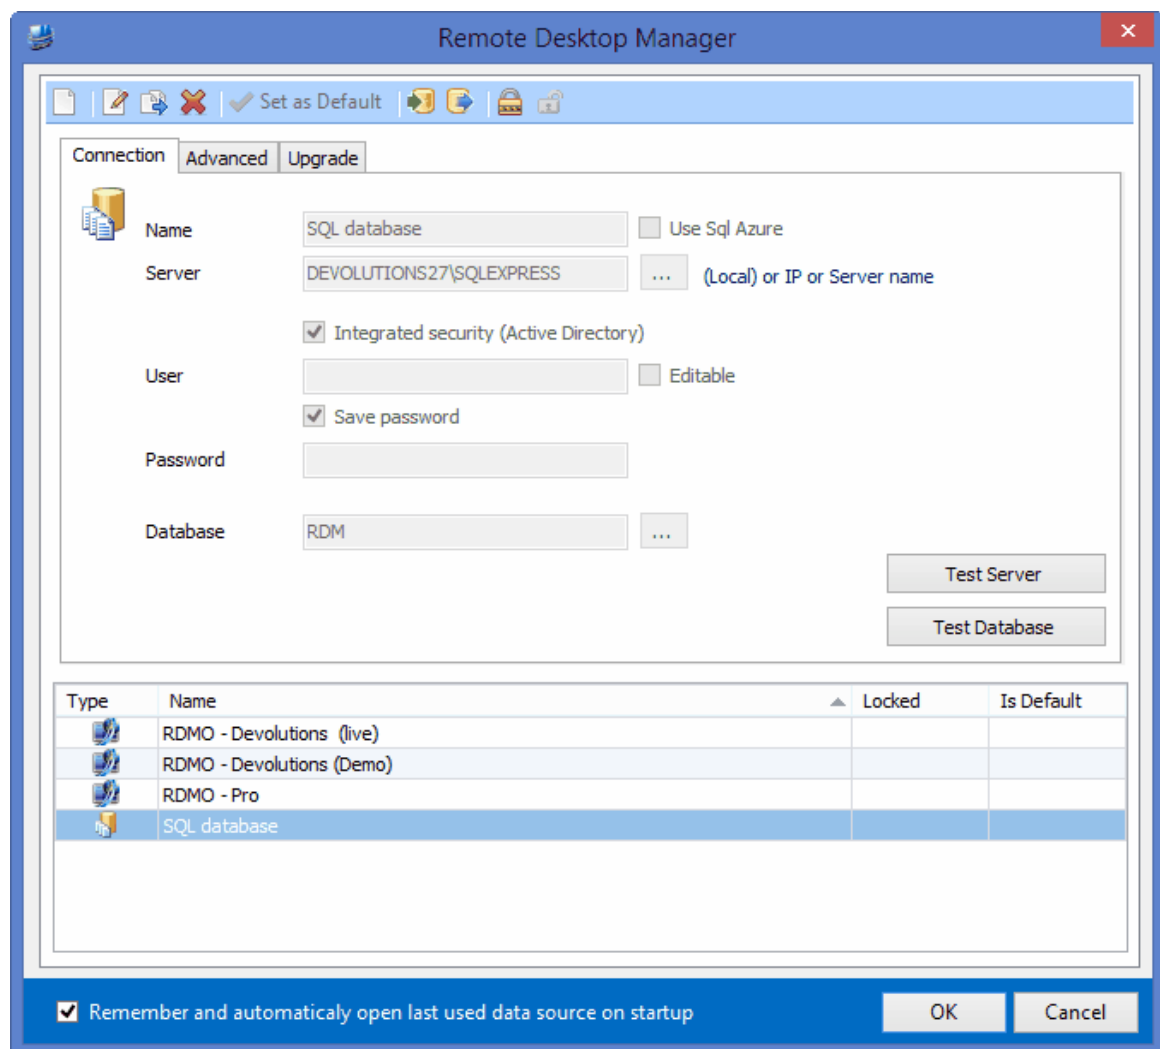 Remote Desktop Manager
Set as Default
Connection Advanced Upgrade
Name SQL database Use Sql Azure
Server DEVOLUTIONS27\SQLEXPRESS ... (Local) or IP or Server name
Integrated security (Active Directory)
User Editable
Save password
Password
Database RDM ...
Test Server
Test Database
Type Name Locked Is Default
RDMO - Devolutions (live)
RDMO - Devolutions (Demo)
RDMO - Pro
SQL database
Remember and automaticaly open last used data source on startup OK Cancel